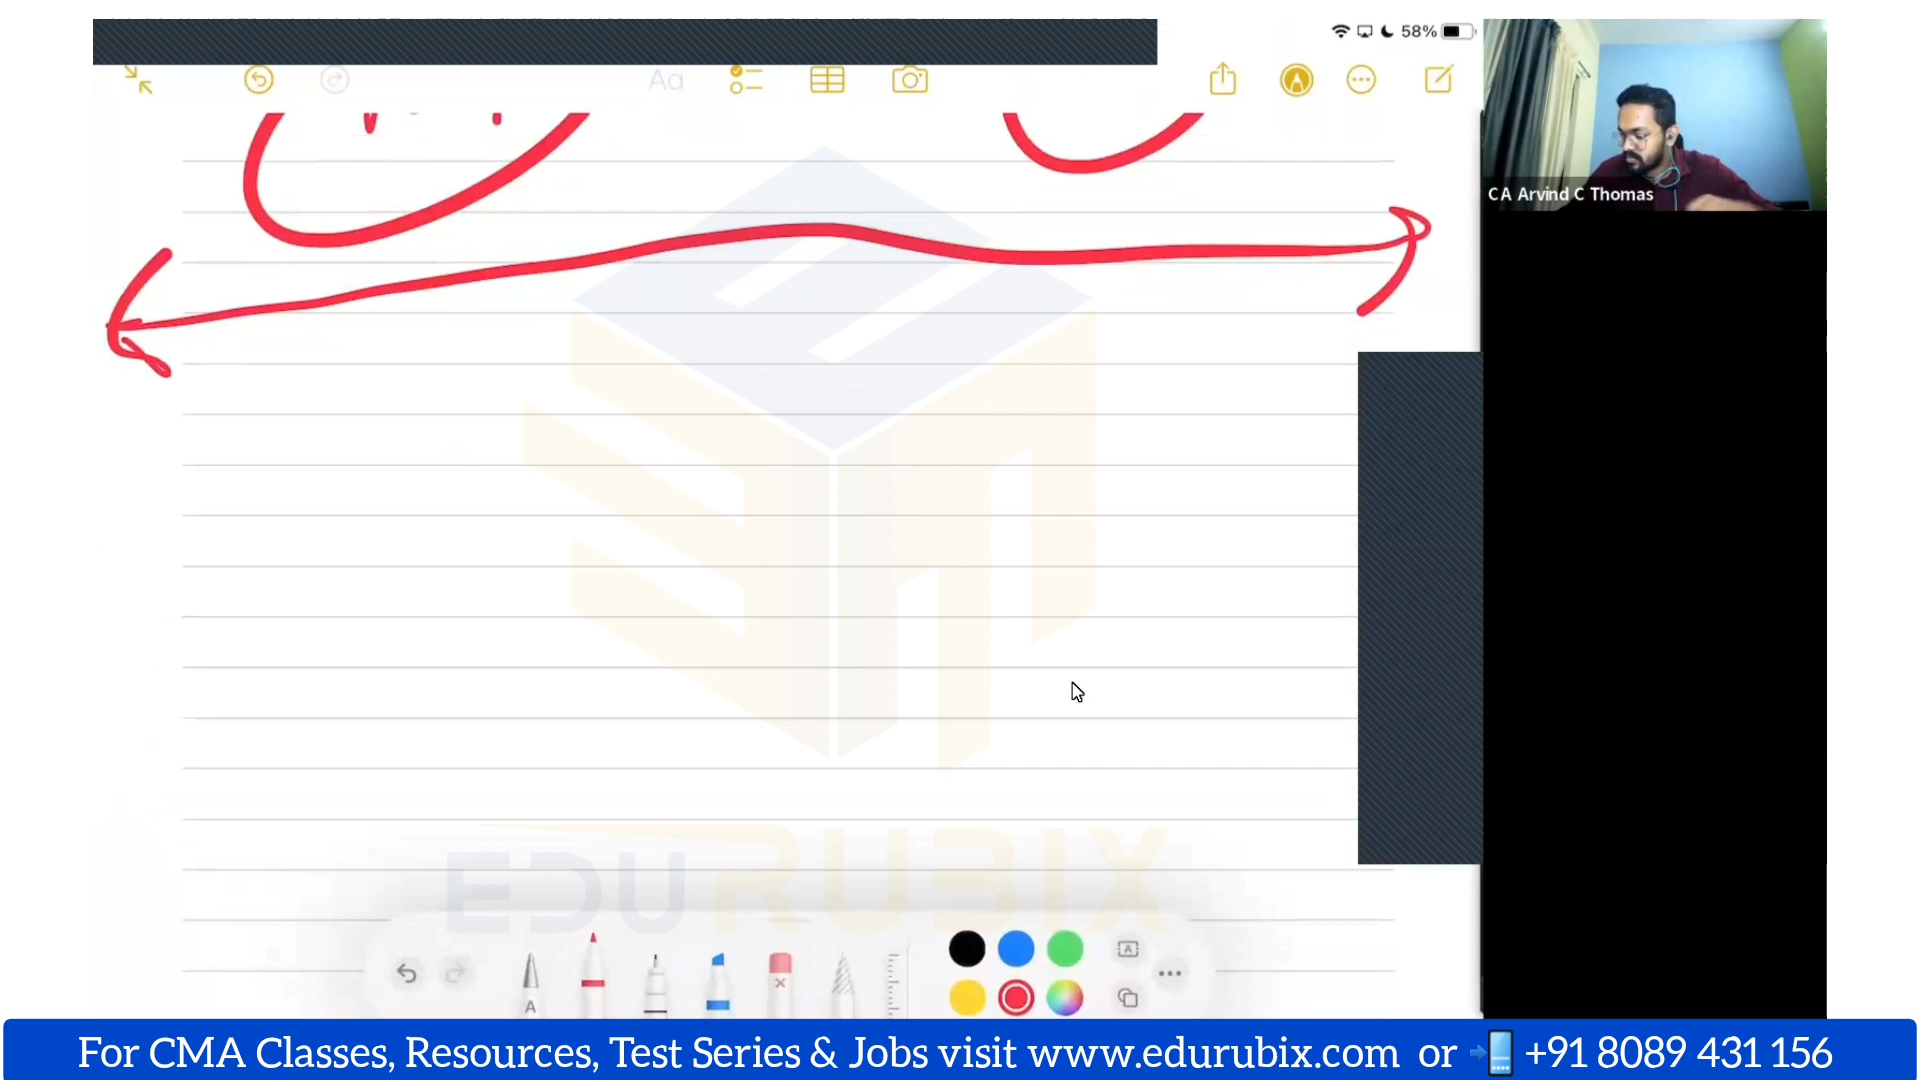 58%
Aa
CA Arvind C Thomas
EDURUBIX
A
A
For CMA Classes, Resources, Test Series & Jobs visit www.edurubix.com or +91 8089 431 156